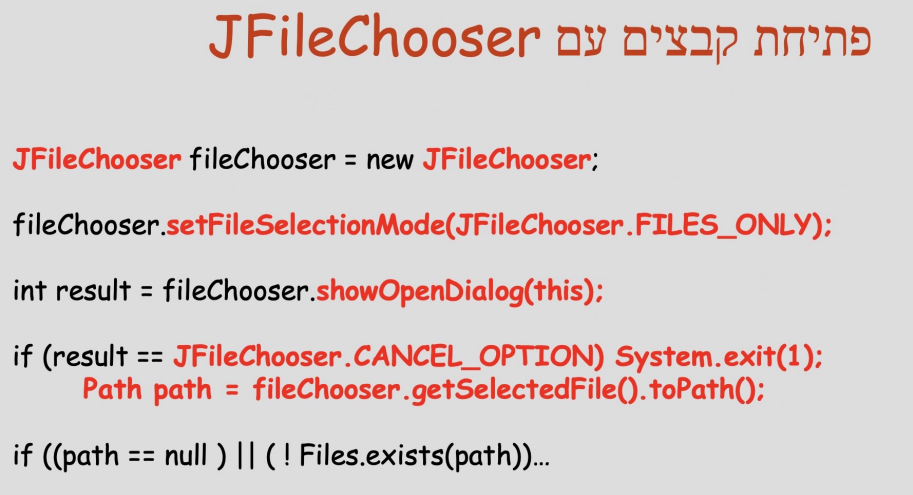 פתיחת קבצים עם JFileChooser
JFileChooser fileChooser = new JFileChooser;
fileChooser.setFileSelectionMode(JFileChooser.FILES_ONLY);
int result = fileChooser.showOpenDialog(this);
if (result == JFileChooser.CANCEL_OPTION) System.exit(1);
Path path = fileChooser.getSelectedFile().toPath();
if ((path == null ) || ( ! Files.exists(path))…